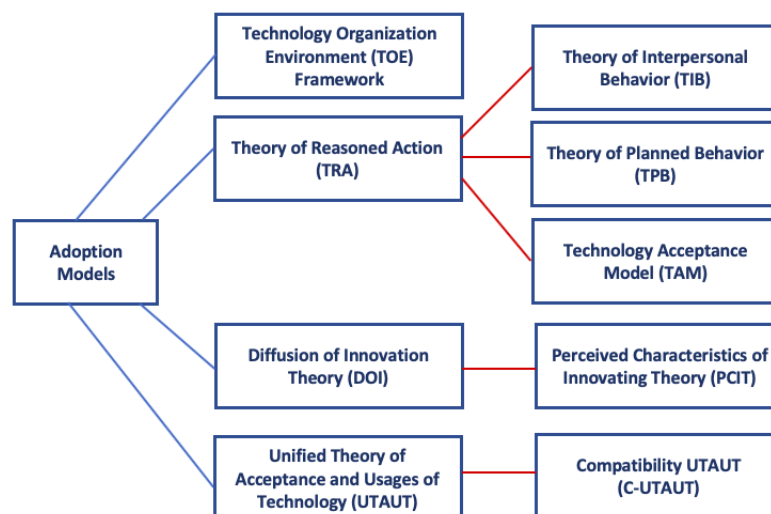 Technology Organization
Environment (TOE)
Framework
Theory of Interpersonal
Behavior (TIB)
Theory of Reasoned Action
(TRA)
Theory of Planned Behavior
(TPB)
Adoption
Models
Technology Acceptance
Model (TAM)
Diffusion of Innovation
Theory (DOI)
Perceived Characteristics of
Innovating Theory (PCIT)
Unified Theory of
Acceptance and Usages of
Technology (UTAUT)
Compatibility UTAUT
(C-UTAUT)